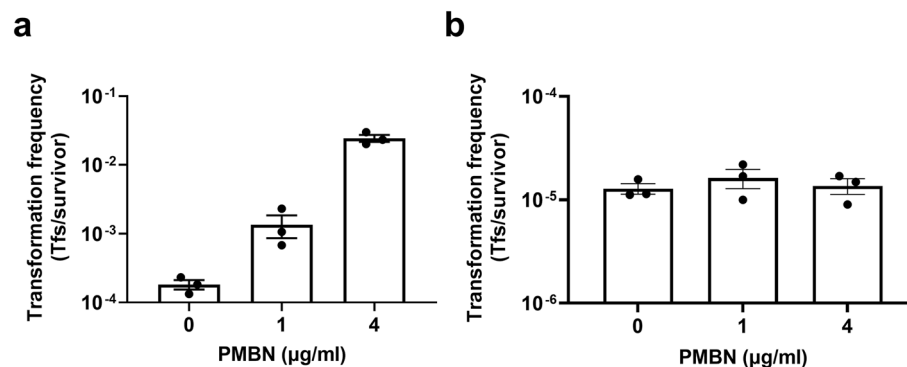 a
Transformation frequency
(Tfs/survivor)
10⁻¹
10⁻²
10⁻³
10⁻⁴
0
1
4
PMBN (µg/ml)
b
Transformation frequency
(Tfs/survivor)
10⁻⁴
10⁻⁵
10⁻⁶
0
1
4
PMBN (µg/ml)